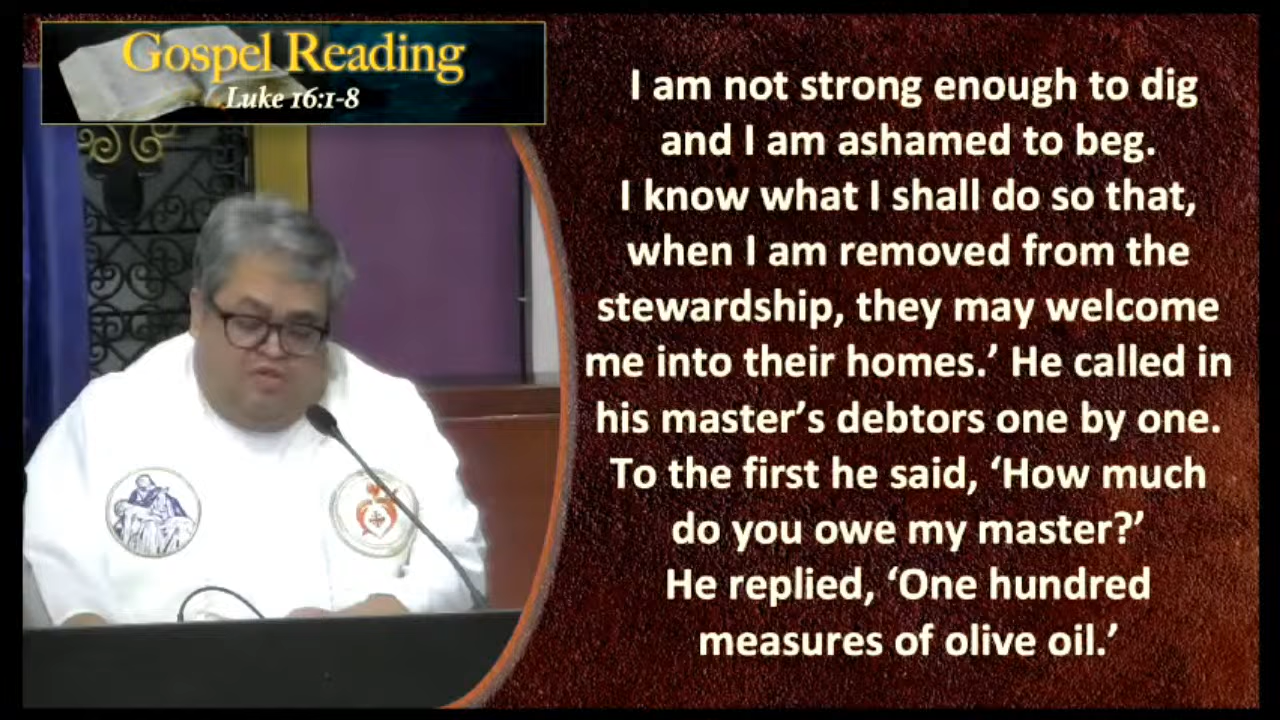 Gospel Reading
Luke 16:1-8
I am not strong enough to dig
and I am ashamed to beg.
I know what I shall do so that,
when I am removed from the
stewardship, they may welcome
me into their homes.’ He called in
his master’s debtors one by one.
To the first he said, ‘How much
do you owe my master?’
He replied, ‘One hundred
measures of olive oil.’